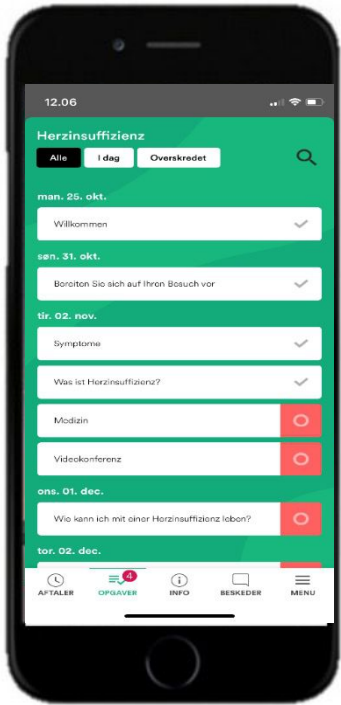 12.06
Herzinsuffizienz
Alle I dag Overskredet
man. 25. okt.
Willkommen
søn. 31. okt.
Bereiten Sie sich auf Ihren Besuch vor
tir. 02. nov.
Symptome
Was ist Herzinsuffizienz?
Medizin
Videokonferenz
ons. 01. dec.
Wie kann ich mit einer Herzinsuffizienz leben?
tor. 02. dec.
4
AFTALER OPGAVER INFO BESKEDER MENU